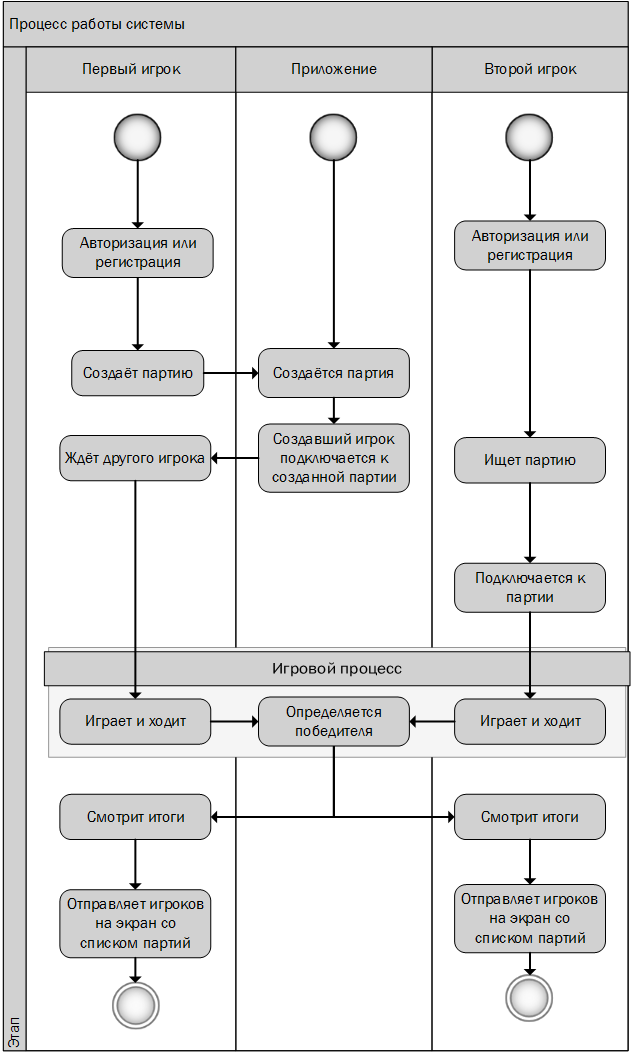 Процесс работы системы
Первый игрок
Приложение
Второй игрок
Авторизация или
регистрация
Авторизация или
регистрация
Создаёт партию
Создаётся партия
Ждёт другого игрока
Создавший игрок
подключается к
созданной партии
Ищет партию
Подключается к
партии
Игровой процесс
Играет и ходит
Определяется
победителя
Играет и ходит
Смотрит итоги
Смотрит итоги
Отправляет игроков
на экран со
списком партий
Отправляет игроков
на экран со
списком партий
Этап